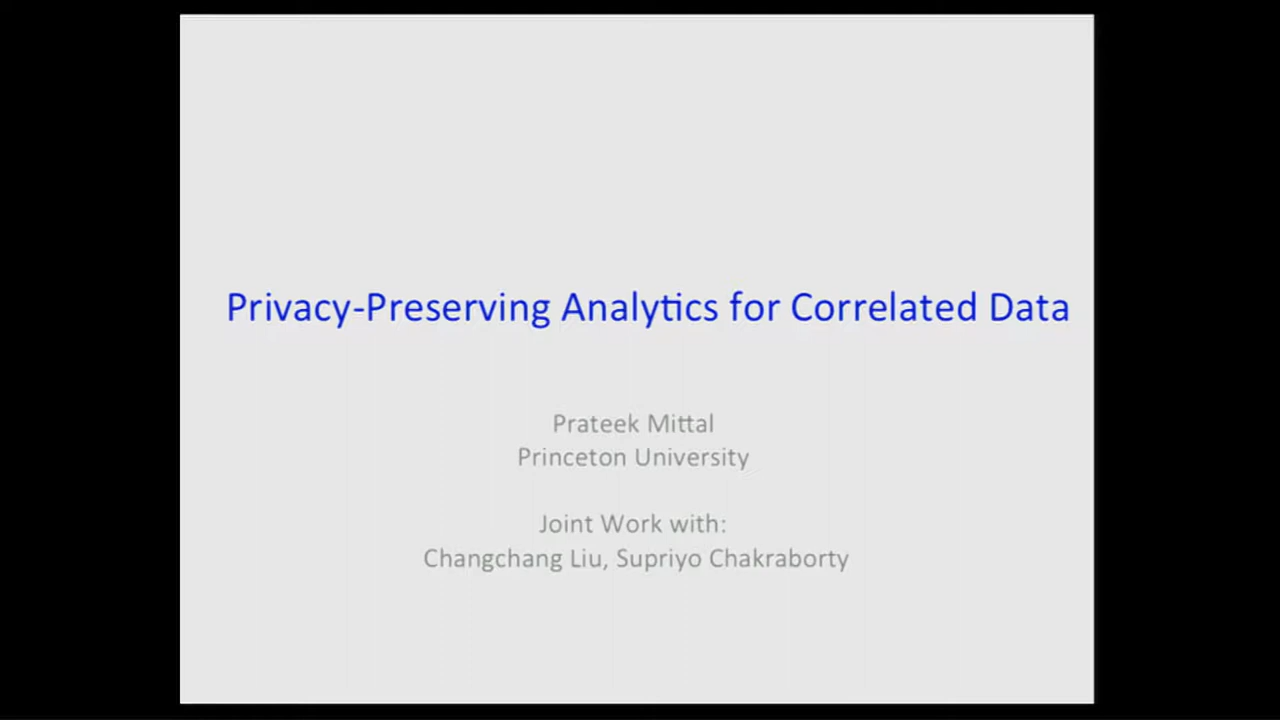 Privacy-Preserving Analytics for Correlated Data
Prateek Mittal
Princeton University
Joint Work with:
Changchang Liu, Supriyo Chakraborty